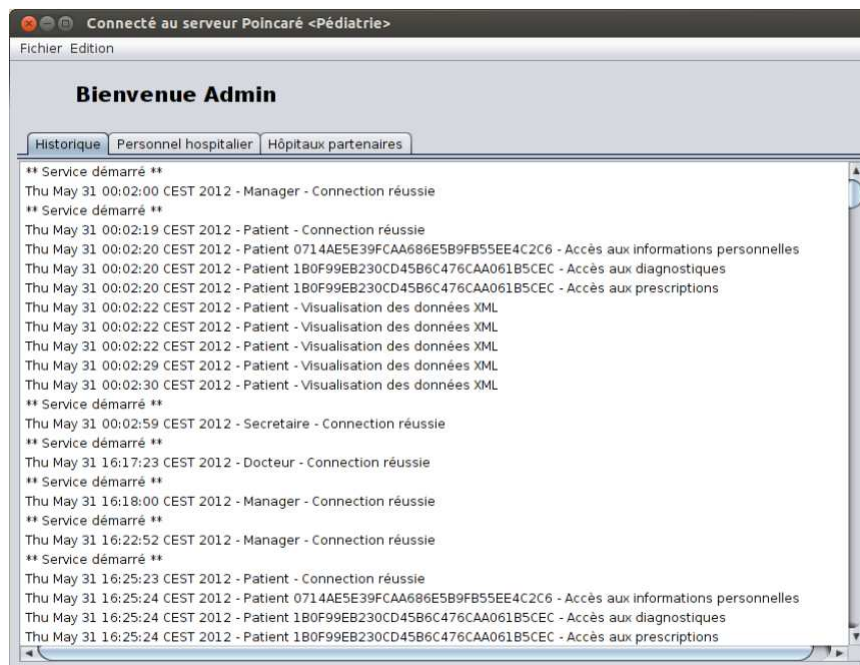 Connecté au serveur Poincaré <Pédiatrie>
Fichier Edition
Bienvenue Admin
Historique Personnel hospitalier Hôpitaux partenaires
** Service démarré **
Thu May 31 00:02:00 CEST 2012 - Manager - Connection réussie
** Service démarré **
Thu May 31 00:02:19 CEST 2012 - Patient - Connection réussie
Thu May 31 00:02:20 CEST 2012 - Patient 0714AE5E39FCAA686E5B9FB55EE4C2C6 - Accès aux informations personnelles
Thu May 31 00:02:20 CEST 2012 - Patient 1B0F99EB230CD45B6C476CAA061B5CEC - Accès aux diagnostiques
Thu May 31 00:02:20 CEST 2012 - Patient 1B0F99EB230CD45B6C476CAA061B5CEC - Accès aux prescriptions
Thu May 31 00:02:22 CEST 2012 - Patient - Visualisation des données XML
Thu May 31 00:02:22 CEST 2012 - Patient - Visualisation des données XML
Thu May 31 00:02:22 CEST 2012 - Patient - Visualisation des données XML
Thu May 31 00:02:29 CEST 2012 - Patient - Visualisation des données XML
Thu May 31 00:02:30 CEST 2012 - Patient - Visualisation des données XML
** Service démarré **
Thu May 31 00:02:59 CEST 2012 - Secretaire - Connection réussie
** Service démarré **
Thu May 31 16:17:23 CEST 2012 - Docteur - Connection réussie
** Service démarré **
Thu May 31 16:18:00 CEST 2012 - Manager - Connection réussie
** Service démarré **
Thu May 31 16:22:52 CEST 2012 - Manager - Connection réussie
** Service démarré **
Thu May 31 16:25:23 CEST 2012 - Patient - Connection réussie
Thu May 31 16:25:24 CEST 2012 - Patient 0714AE5E39FCAA686E5B9FB55EE4C2C6 - Accès aux informations personnelles
Thu May 31 16:25:24 CEST 2012 - Patient 1B0F99EB230CD45B6C476CAA061B5CEC - Accès aux diagnostiques
Thu May 31 16:25:24 CEST 2012 - Patient 1B0F99EB230CD45B6C476CAA061B5CEC - Accès aux prescriptions